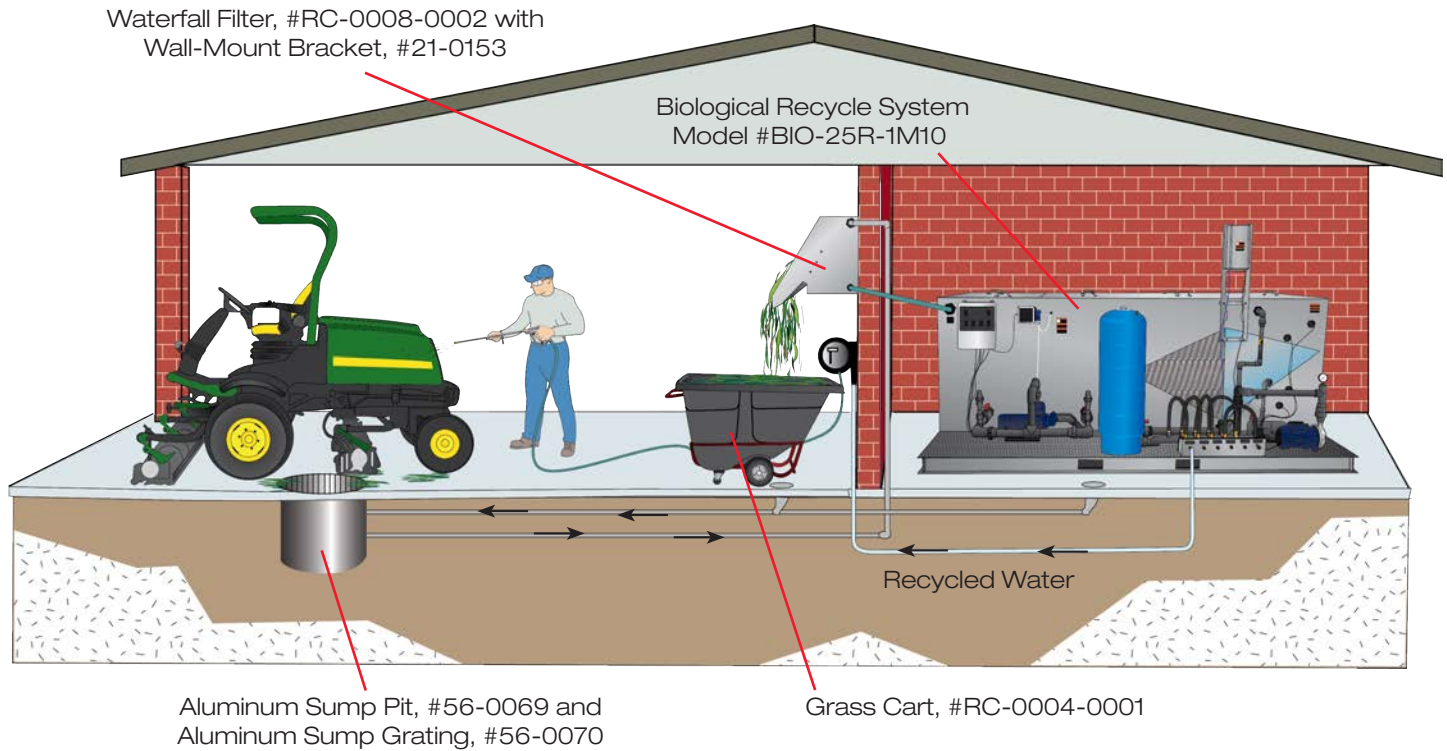 Waterfall Filter, #RC-0008-0002 with
Wall-Mount Bracket, #21-0153
Biological Recycle System
Model #BIO-25R-1M10
Recycled Water
Aluminum Sump Pit, #56-0069 and
Aluminum Sump Grating, #56-0070
Grass Cart, #RC-0004-0001